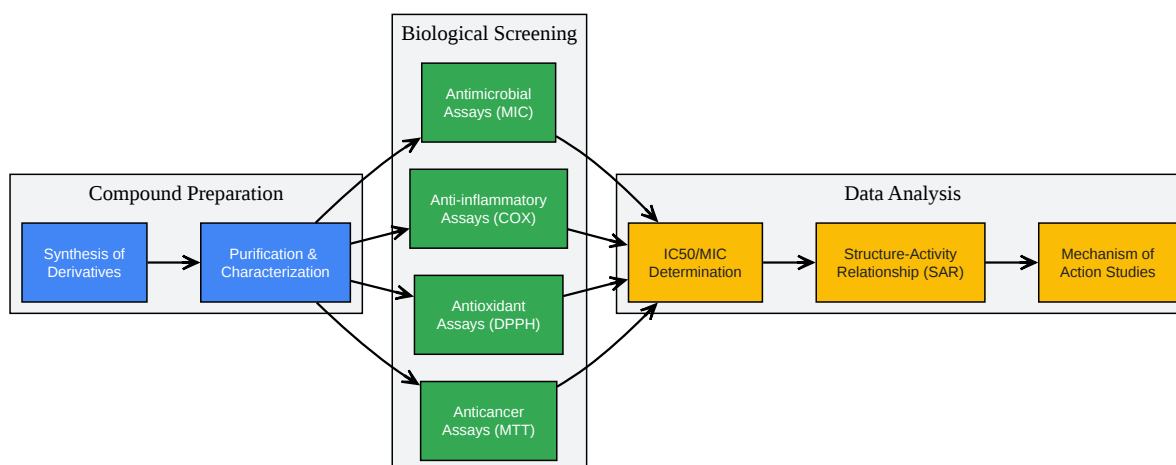 Compound Preparation
Synthesis of
Derivatives
Purification &
Characterization
Biological Screening
Antimicrobial
Assays (MIC)
Anti-inflammatory
Assays (COX)
Antioxidant
Assays (DPPH)
Anticancer
Assays (MTT)
Data Analysis
IC50/MIC
Determination
Structure-Activity
Relationship (SAR)
Mechanism of
Action Studies